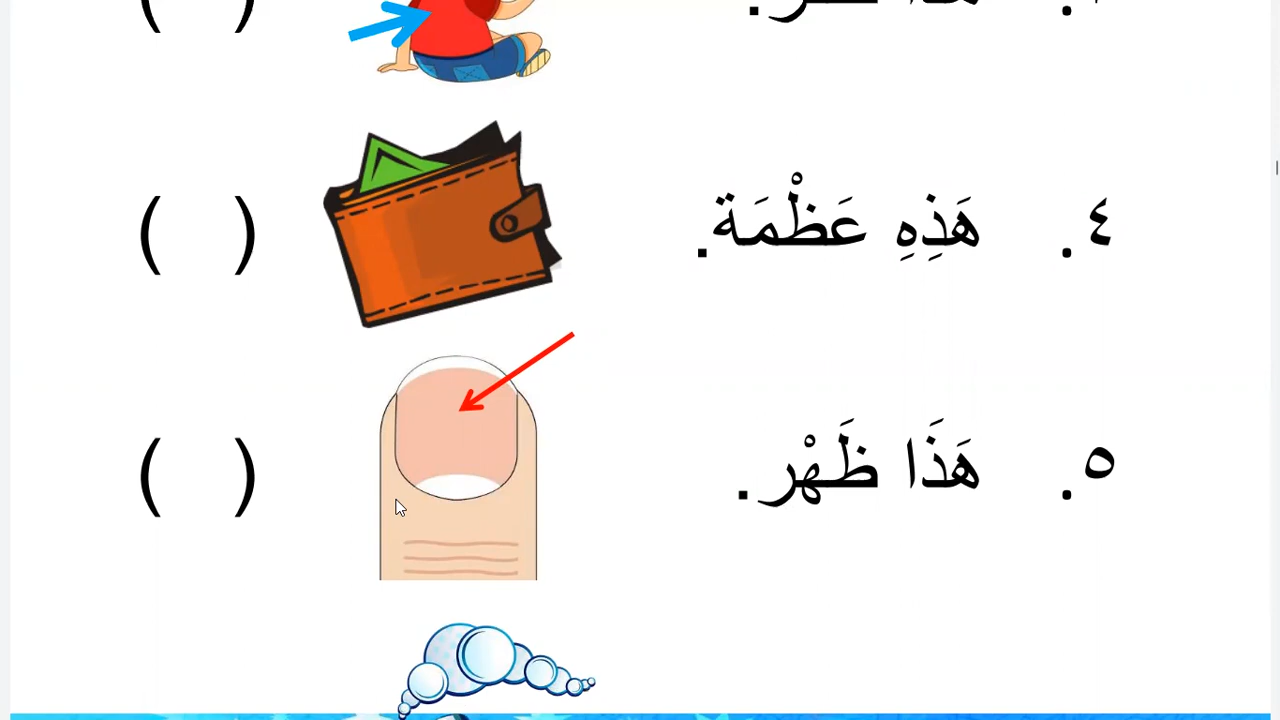 ٤. هَذِهِ عَظْمَة. ( )
٥. هَذَا ظَهْر. ( )